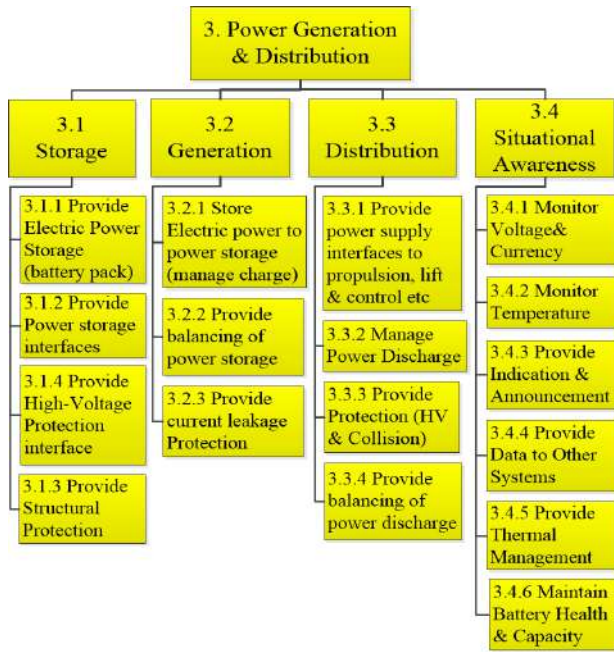 3. Power Generation
& Distribution
3.1
Storage
3.1.1 Provide
Electric Power
Storage
(battery pack)
3.1.2 Provide
Power storage
interfaces
3.1.4 Provide
High-Voltage
Protection
interface
3.1.3 Provide
Structural
Protection
3.2
Generation
3.2.1 Store
Electric power to
power storage
(manage charge)
3.2.2 Provide
balancing of
power storage
3.2.3 Provide
current leakage
Protection
3.3
Distribution
3.3.1 Provide
power supply
interfaces to
propulsion, lift
& control etc
3.3.2 Manage
Power Discharge
3.3.3 Provide
Protection (HV
& Collision)
3.3.4 Provide
balancing of
power discharge
3.4
Situational
Awareness
3.4.1 Monitor
Voltage&
Currency
3.4.2 Monitor
Temperature
3.4.3 Provide
Indication &
Announcement
3.4.4 Provide
Data to Other
Systems
3.4.5 Provide
Thermal
Management
3.4.6 Maintain
Battery Health
& Capacity